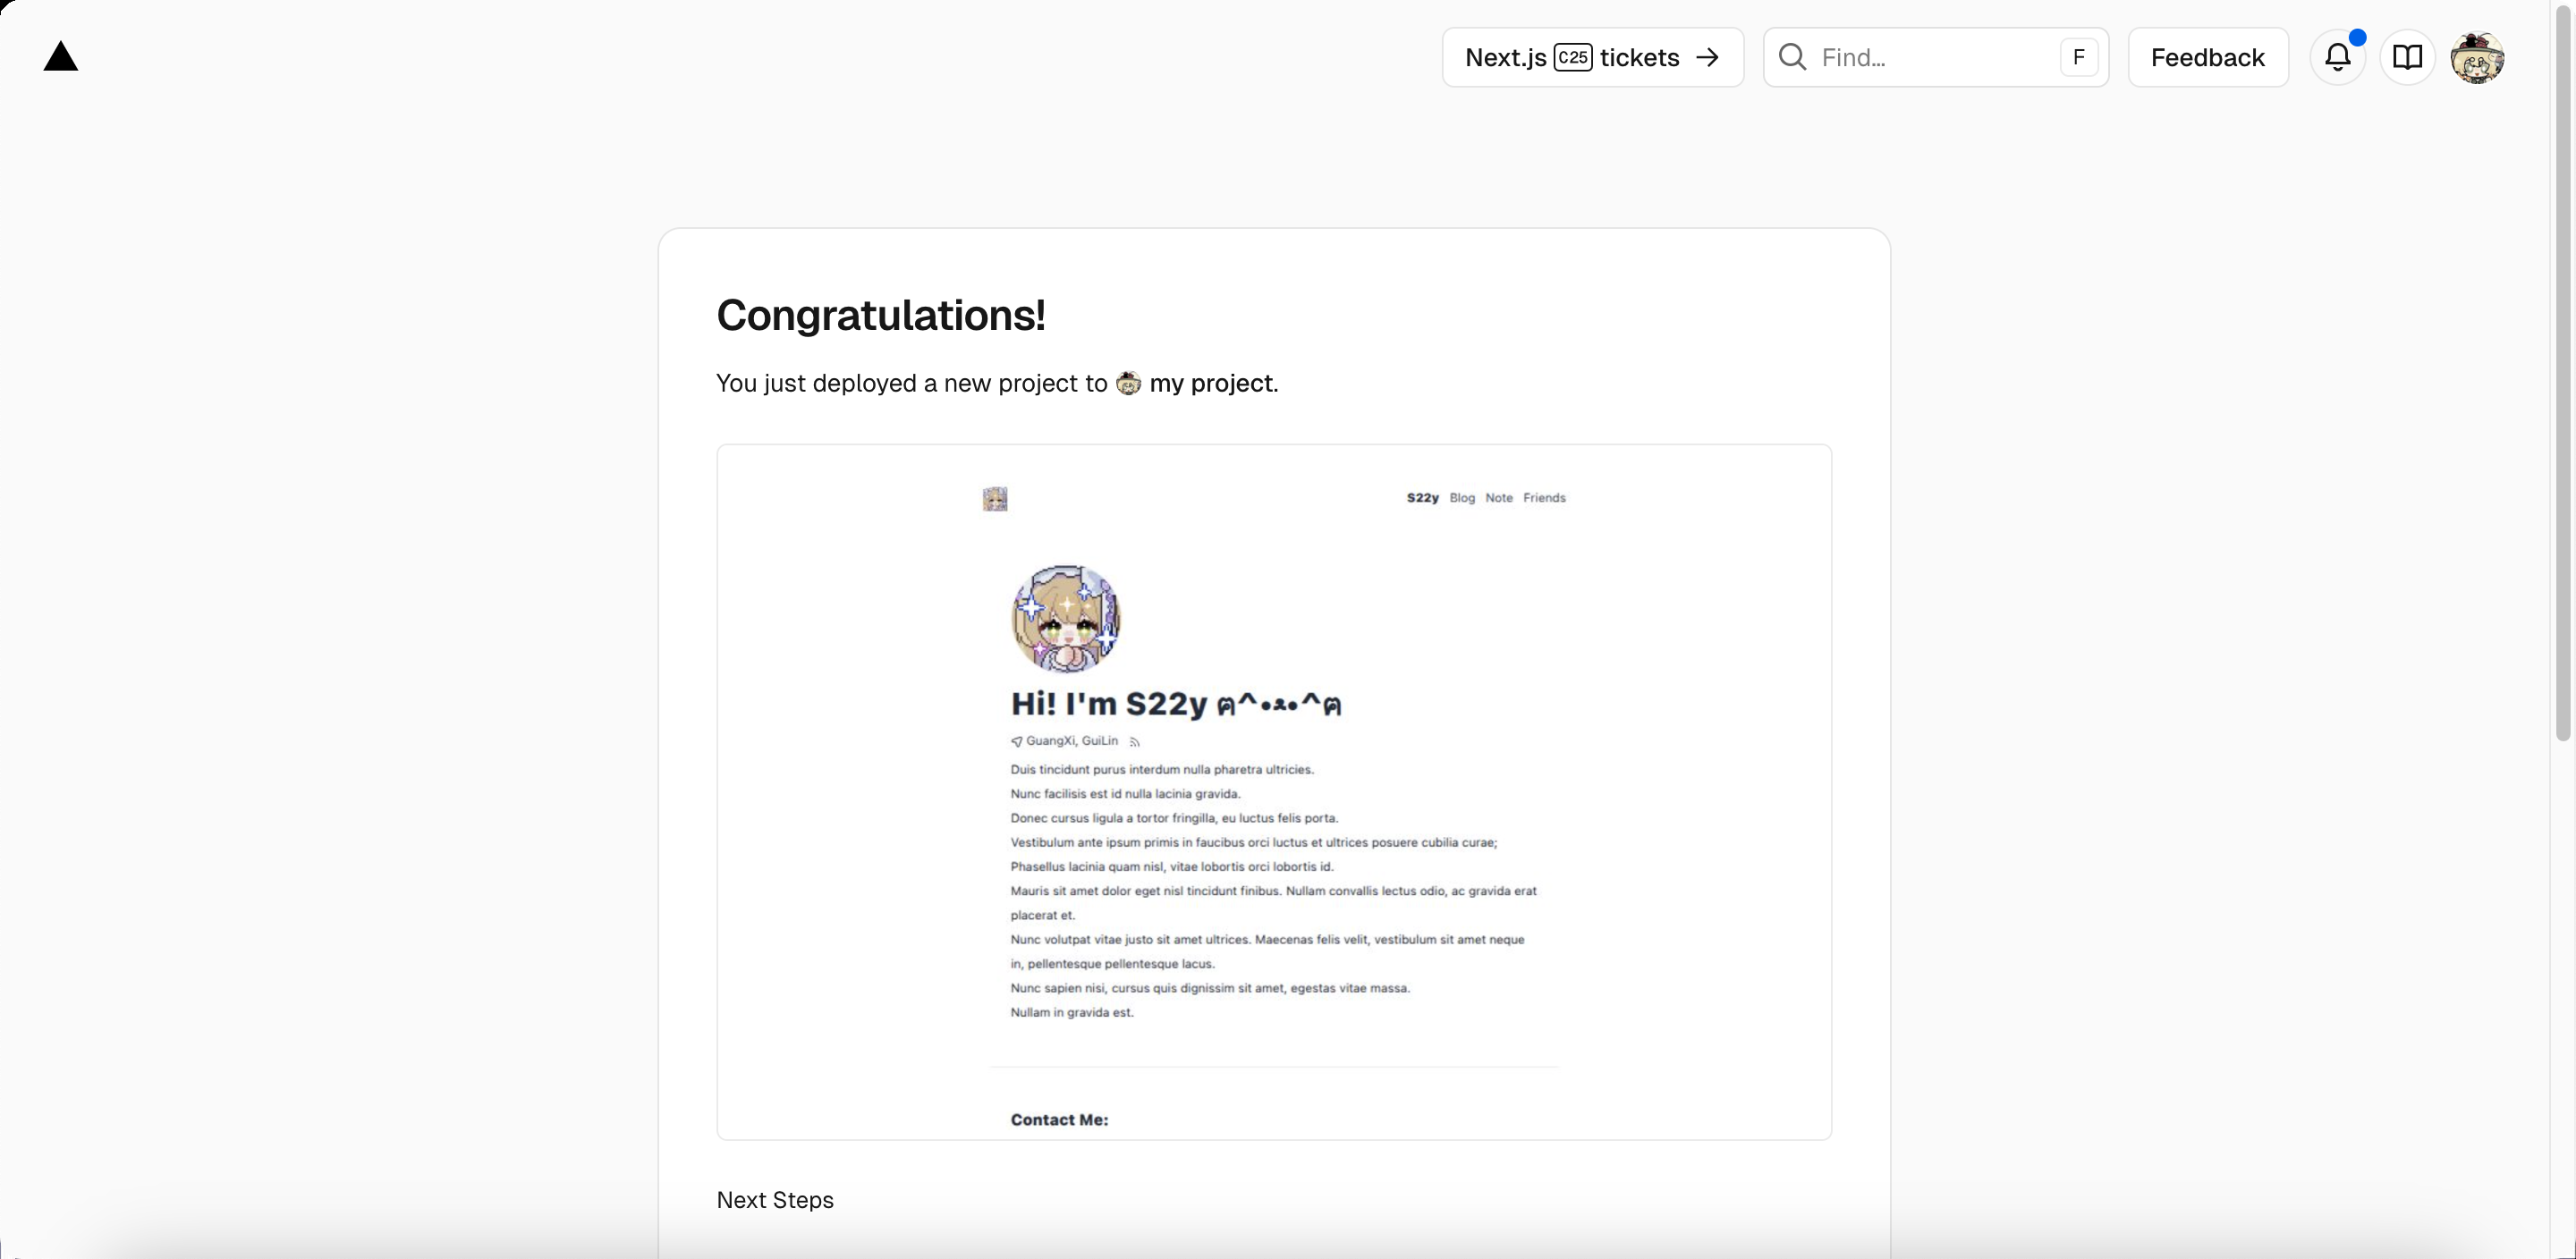 Next.js C25 tickets →
Find...
F
Feedback
Congratulations!
You just deployed a new project to my project.
S22y Blog Note Friends
Hi! I'm S22y ฅ^•ﻌ•^ฅ
GuangXi, GuiLin
Duis tincidunt purus interdum nulla pharetra ultricies.
Nunc facilisis est id nulla lacinia gravida.
Donec cursus ligula a tortor fringilla, eu luctus felis porta.
Vestibulum ante ipsum primis in faucibus orci luctus et ultrices posuere cubilia curae;
Phasellus lacinia quam nisl, vitae lobortis orci lobortis id.
Mauris sit amet dolor eget nisl tincidunt finibus. Nullam convallis lectus odio, ac gravida erat
placerat et.
Nunc volutpat vitae justo sit amet ultrices. Maecenas felis velit, vestibulum sit amet neque
in, pellentesque pellentesque lacus.
Nunc sapien nisi, cursus quis dignissim sit amet, egestas vitae massa.
Nullam in gravida est.
Contact Me:
Next Steps